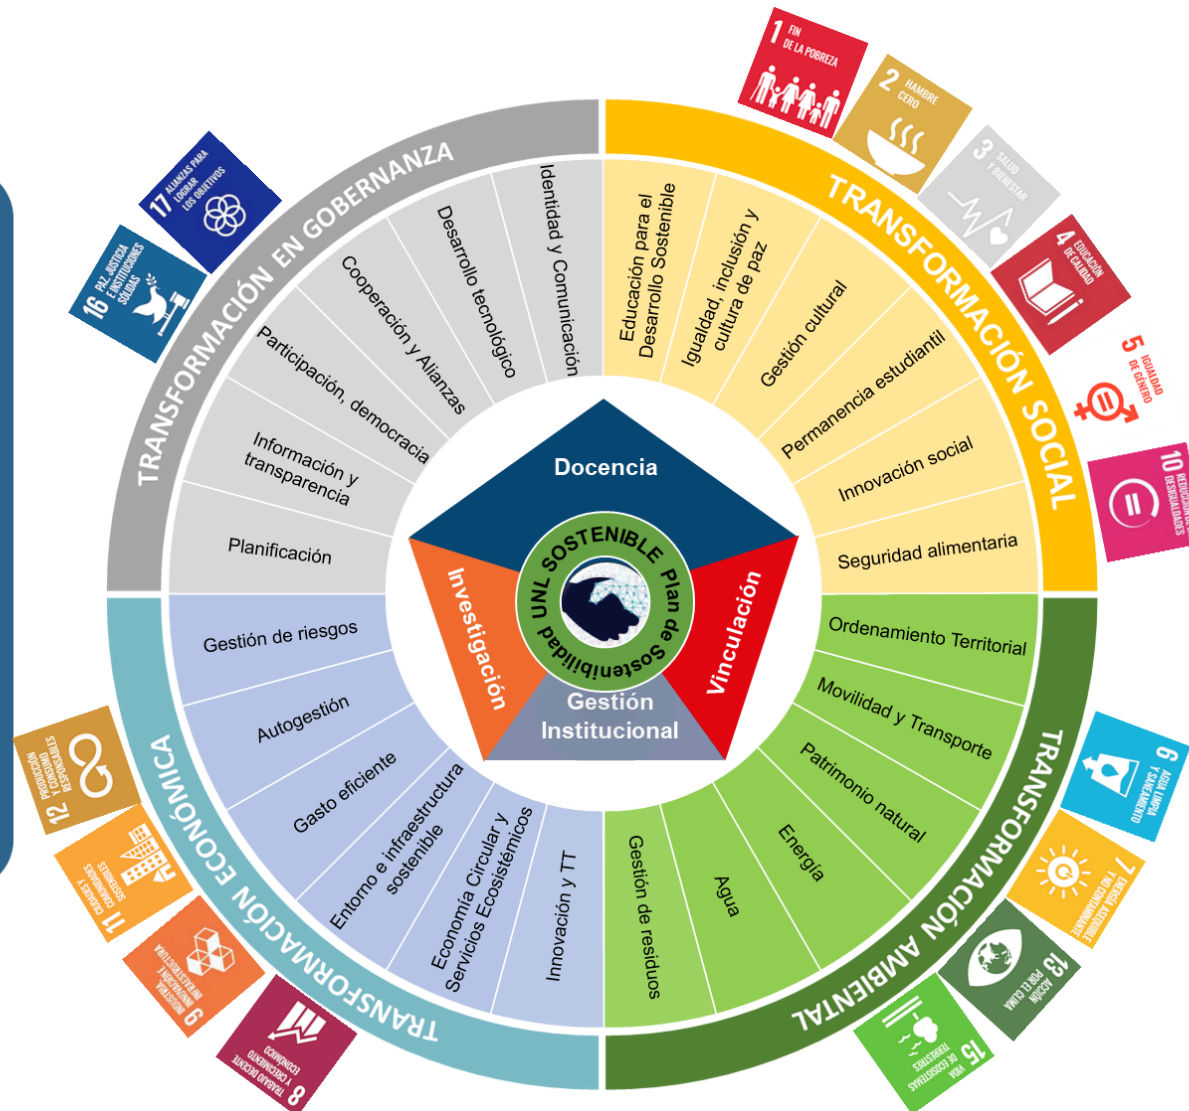 1 FIN
DE LA POBREZA
2 HAMBRE
CERO
3 SALUD
Y BIENESTAR
4 EDUCACIÓN
DE CALIDAD
5 IGUALDAD
DE GÉNERO
10 REDUCCIÓN DE
DESIGUALDADES
TRANSFORMACIÓN SOCIAL
Educación para el
Desarrollo Sostenible
Igualdad, inclusión y
cultura de paz
Gestión cultural
Permanencia estudiantil
Innovación social
Seguridad alimentaria
TRANSFORMACIÓN AMBIENTAL
Ordenamiento Territorial
Movilidad y Transporte
Patrimonio natural
Energía
Agua
Gestión de residuos
6 AGUA LIMPIA
Y SANEAMIENTO
7 ENERGÍA ASEQUIBLE
Y NO CONTAMINANTE
13 ACCIÓN
POR EL CLIMA
15 VIDA
DE ECOSISTEMAS
TERRESTRES
TRANSFORMACIÓN ECONÓMICA
Innovación y TT
Economía Circular y
Servicios Ecosistémicos
Entorno e infraestructura
sostenible
Gasto eficiente
Autogestión
Gestión de riesgos
8 TRABAJO DECENTE
Y CRECIMIENTO
ECONÓMICO
9 INDUSTRIA,
INNOVACIÓN E
INFRAESTRUCTURA
11 CIUDADES Y
COMUNIDADES
SOSTENIBLES
12 PRODUCCIÓN
Y CONSUMO
RESPONSABLES
TRANSFORMACIÓN EN GOBERNANZA
Planificación
Información y
transparencia
Participación, democracia
Cooperación y Alianzas
Desarrollo tecnológico
Identidad y Comunicación
16 PAZ, JUSTICIA
E INSTITUCIONES
SÓLIDAS
17 ALIANZAS PARA
LOGRAR
LOS OBJETIVOS
Docencia
Vinculación
Gestión
Institucional
Investigación
Plan de Sostenibilidad UNL SOSTENIBLE